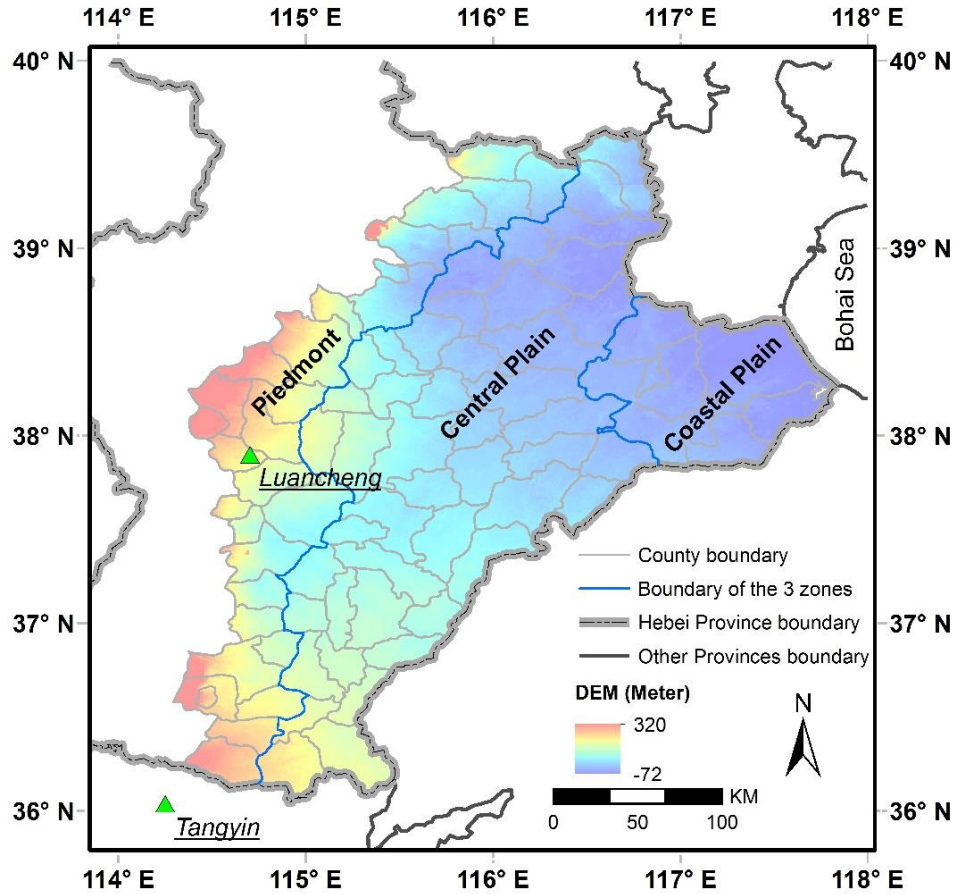 114° E 115° E 116° E 117° E 118° E
40° N 40° N
39° N 39° N
Bohai Sea
Piedmont
Central Plain
Coastal Plain
38° N 38° N
Luancheng
County boundary
Boundary of the 3 zones
37° N 37° N
Hebei Province boundary
Other Provinces boundary
DEM (Meter)
N
320
-72
36° N 36° N
KM
Tangyin
0 50 100
114° E 115° E 116° E 117° E 118° E